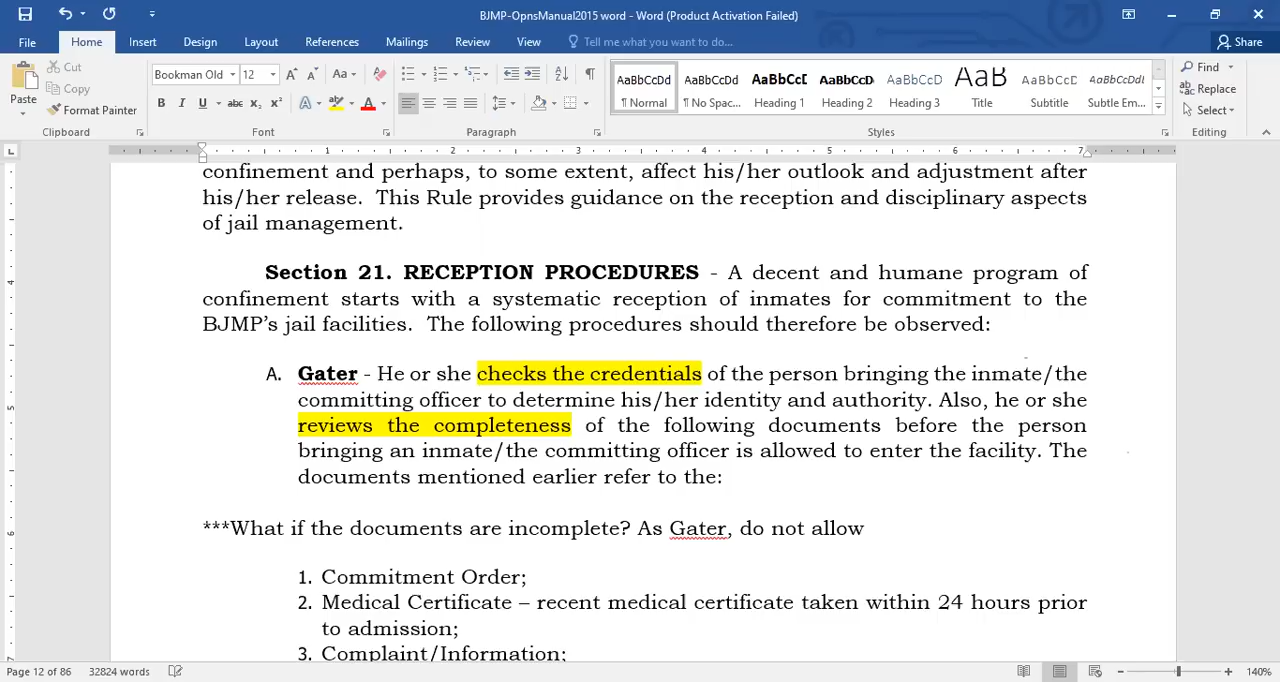 BJMP-OpnsManual2015 word - Word (Product Activation Failed)
File Home Insert Design Layout References Mailings Review View Tell me what you want to do... Share
Paste
Cut
Copy
Format Painter
Clipboard
Bookman Old 12
Font
Paragraph
AaBbCcDd AaBbCcDd AaBbCcI AaBbCcDc AaBbCcD AaB AaBbCcD AaBbCcDd
¶ Normal ¶ No Spac... Heading 1 Heading 2 Heading 3 Title Subtitle Subtle Em...
Styles
Find
Replace
Select
Editing
1 2 3 4 5 6 7
confinement and perhaps, to some extent, affect his/her outlook and adjustment after
his/her release. This Rule provides guidance on the reception and disciplinary aspects
of jail management.
Section 21. RECEPTION PROCEDURES - A decent and humane program of
confinement starts with a systematic reception of inmates for commitment to the
BJMP's jail facilities. The following procedures should therefore be observed:
A. Gater - He or she checks the credentials of the person bringing the inmate/the
committing officer to determine his/her identity and authority. Also, he or she
reviews the completeness of the following documents before the person
bringing an inmate/the committing officer is allowed to enter the facility. The
documents mentioned earlier refer to the:
***What if the documents are incomplete? As Gater, do not allow
1. Commitment Order;
2. Medical Certificate – recent medical certificate taken within 24 hours prior
to admission;
3. Complaint/Information;
Page 12 of 86 32824 words 140%